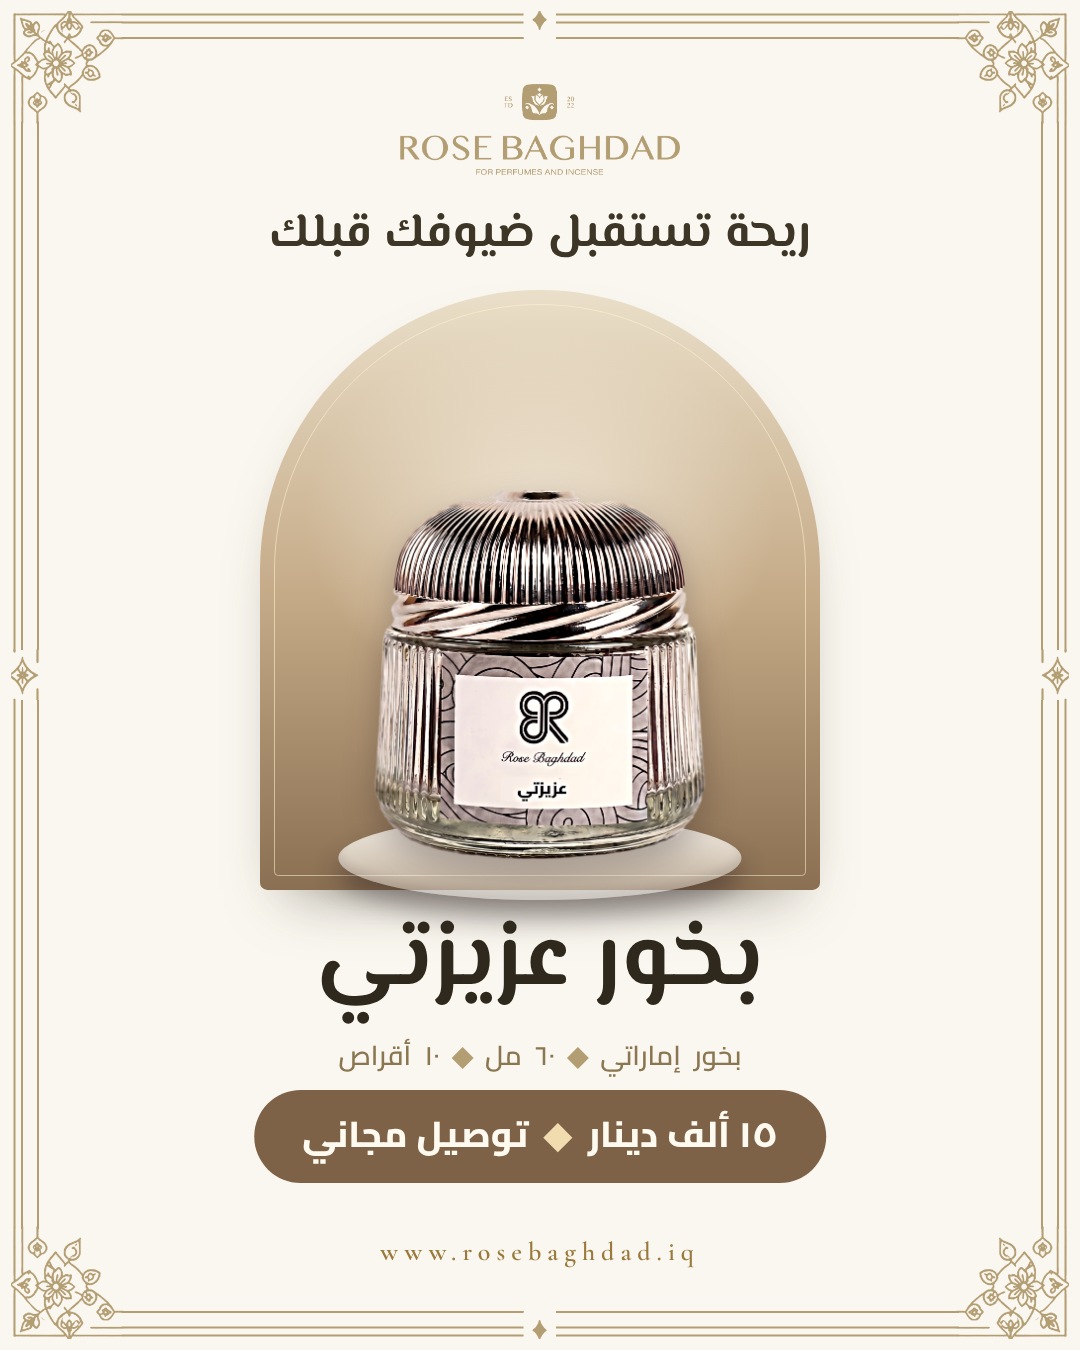 ES TD
20 22
ROSE BAGHDAD
FOR PERFUMES AND INCENSE
ريحة تستقبل ضيوفك قبلك
Rose Baghdad
عزيزتي
بخور عزيزتي
بخور إماراتي ◆ ٦٠ مل ◆ ١٠ أقراص
١٥ ألف دينار ◆ توصيل مجاني
www.rosebaghdad.iq